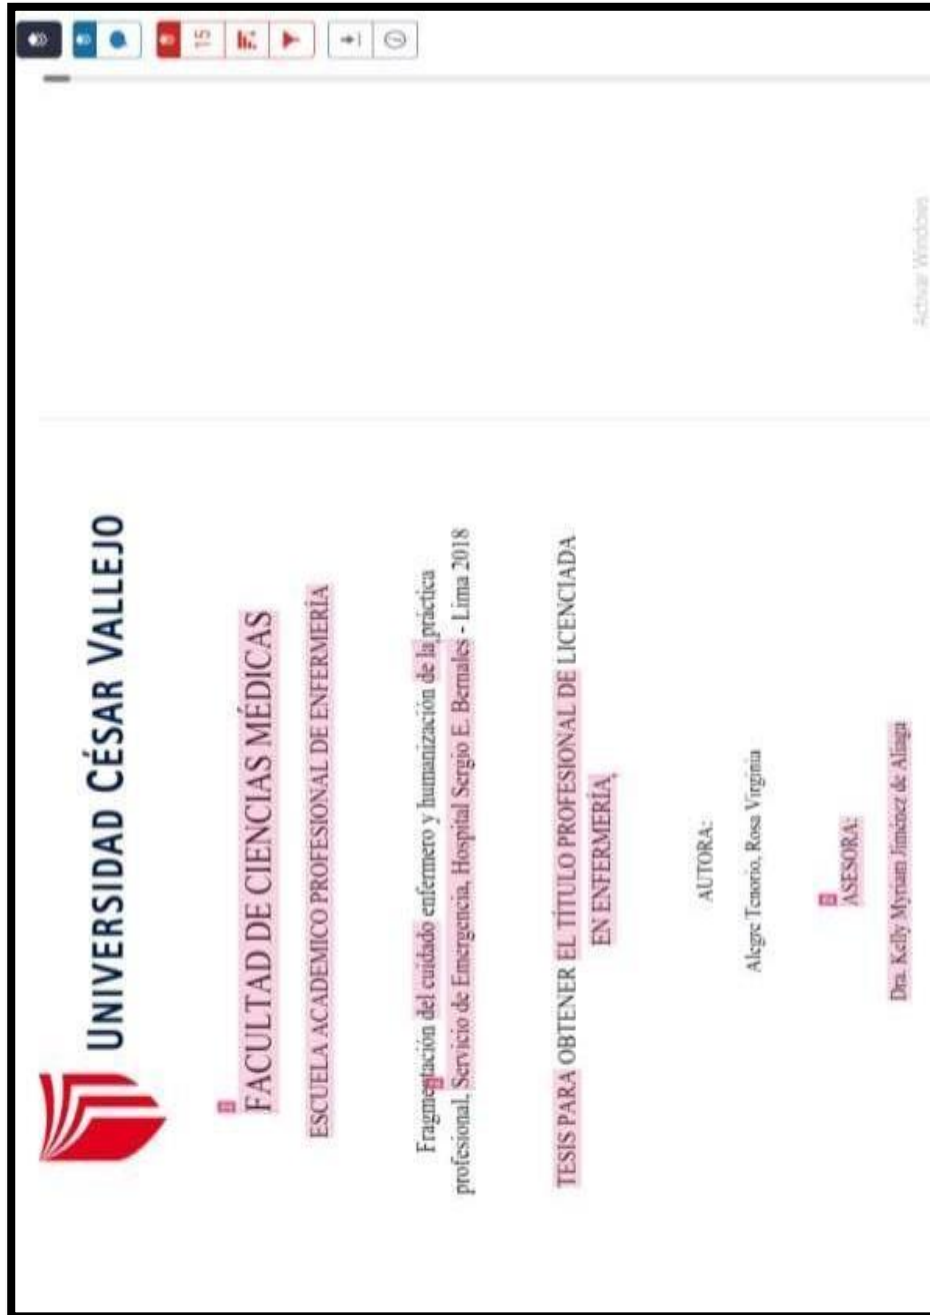 15
UNIVERSIDAD CÉSAR VALLEJO
FACULTAD DE CIENCIAS MÉDICAS
ESCUELA ACADÉMICO PROFESIONAL DE ENFERMERÍA
Fragmentación del cuidado enfermero y humanización de la práctica
profesional, Servicio de Emergencia, Hospital Sergio E. Bernales - Lima 2018
TESIS PARA OBTENER EL TÍTULO PROFESIONAL DE LICENCIADA
EN ENFERMERÍA
AUTORA:
Alegre Tenorio, Rosa Virginia
ASESORA:
Dra. Kelly Myriam Jiménez de Aliaga
Activar Windows